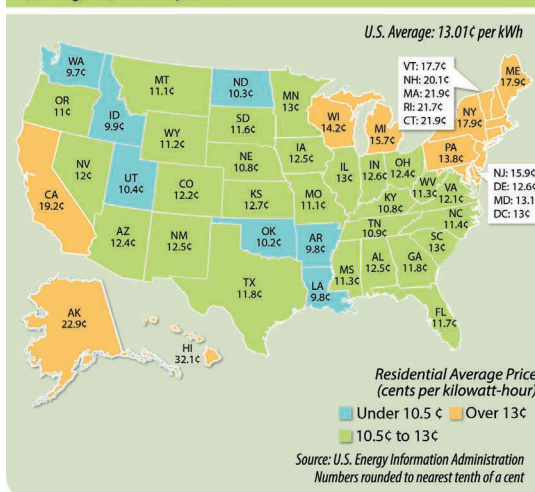 U.S. Average: 13.01¢ per kWh
WA
9.7¢
MT
11.1¢
ND
10.3¢
MN
13¢
VT: 17.7¢
NH: 20.1¢
MA: 21.9¢
RI: 21.7¢
CT: 21.9¢
ME
17.9¢
OR
11¢
ID
9.9¢
WY
11.2¢
SD
11.6¢
WI
14.2¢
MI
15.7¢
NY
17.9¢
NV
12¢
UT
10.4¢
CO
12.2¢
NE
10.8¢
IA
12.5¢
IL
13¢
IN
12.6¢
OH
12.4¢
PA
13.8¢
NJ: 15.9¢
DE: 12.6¢
MD: 13.1
DC: 13¢
CA
19.2¢
KS
12.7¢
MO
11.1¢
KY
10.8¢
WV
11.3¢
VA
12.1¢
AZ
12.4¢
NM
12.5¢
OK
10.2¢
AR
9.8¢
TN
10.9¢
NC
11.4¢
SC
13¢
TX
11.8¢
LA
9.8¢
MS
11.3¢
AL
12.5¢
GA
11.8¢
FL
11.7¢
AK
22.9¢
HI
32.1¢
Residential Average Price
(cents per kilowatt-hour)
Under 10.5 ¢
Over 13¢
10.5¢ to 13¢
Source: U.S. Energy Information Administration
Numbers rounded to nearest tenth of a cent